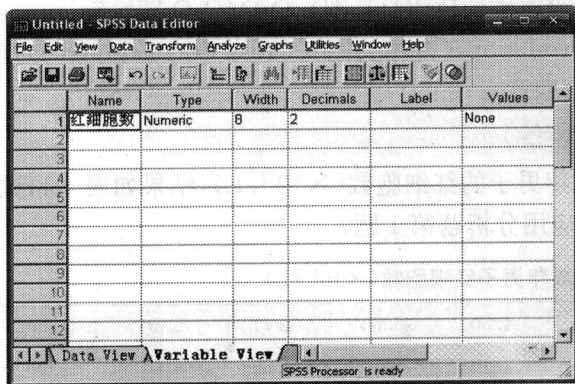 Untitled - SPSS Data Editor
File Edit View Data Transform Analyze Graphs Utilities Window Help
Name Type Width Decimals Label Values
1 红细胞数 Numeric 8 2 None
2
3
4
5
6
7
8
9
10
11
12
Data View Variable View
SPSS Processor is ready